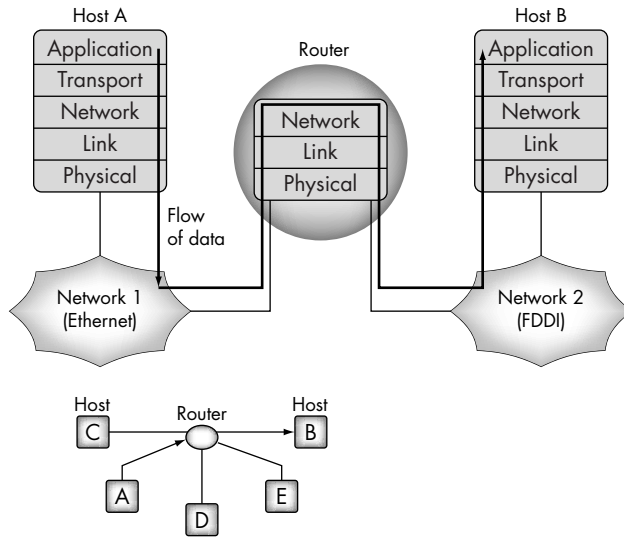 Host A
Application
Transport
Network
Link
Physical
Flow
of data
Network 1
(Ethernet)
Router
Network
Link
Physical
Host B
Application
Transport
Network
Link
Physical
Network 2
(FDDI)
Host
C
Router
Host
B
A
D
E